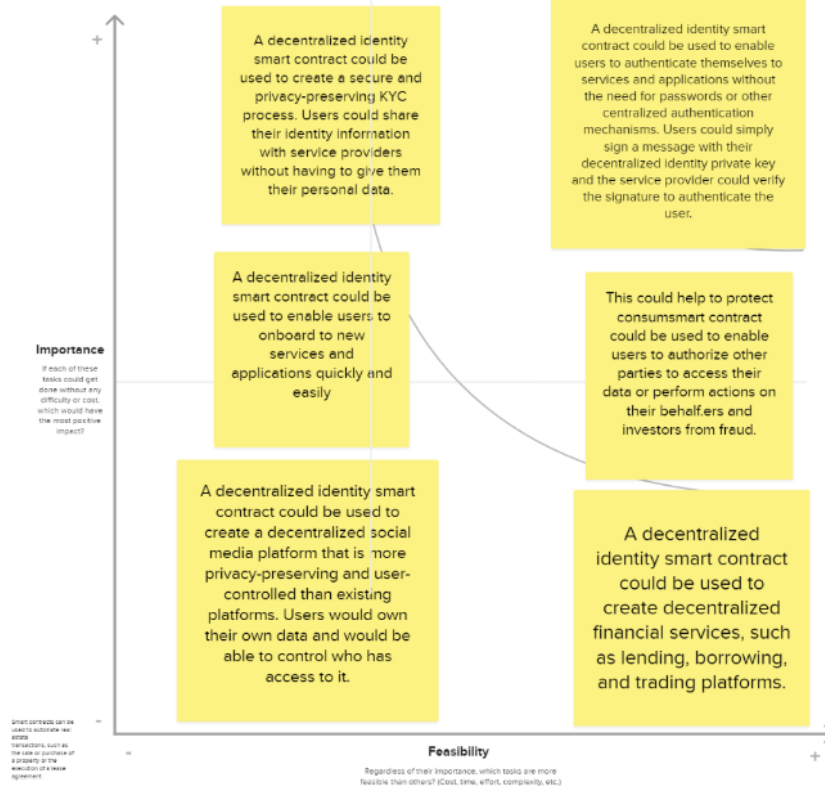 +
A decentralized identity
smart contract could be
used to create a secure and
privacy-preserving KYC
process. Users could share
their identity information
with service providers
without having to give them
their personal data.
A decentralized identity smart
contract could be used to enable
users to authenticate themselves to
services and applications without
the need for passwords or other
centralized authentication
mechanisms. Users could simply
sign a message with their
decentralized identity private key
and the service provider could verify
the signature to authenticate the
user.
A decentralized identity
smart contract could be
used to enable users to
onboard to new
services and
applications quickly and
easily
This could help to protect
consumsmart contract
could be used to enable
users to authorize other
parties to access their
data or perform actions on
their behalf.ers and
investors from fraud.
Importance
If each of these
tasks could get
done without any
difficulty or cost,
which would have
the most positive
impact?
A decentralized identity smart
contract could be used to
create a decentralized social
media platform that is more
privacy-preserving and user-
controlled than existing
platforms. Users would own
their own data and would be
able to control who has
access to it.
A decentralized
identity smart contract
could be used to
create decentralized
financial services, such
as lending, borrowing,
and trading platforms.
Smart contracts can be
used to automate real
estate
transactions, such as
the sale or purchase of
a property or the
execution of a lease
agreement
-
-
Feasibility
+
Regardless of their importance, which tasks are more
feasible than others? (Cost, time, effort, complexity, etc.)